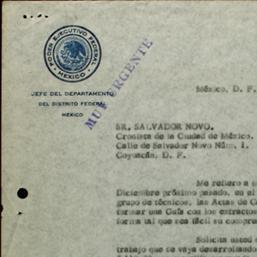 PODER EJECUTIVO FEDERAL
MEXICO
JEFE DEL DEPARTAMENTO
DEL DISTRITO FEDERAL
MEXICO
MUY URGENTE
México, D. F.
SR. SALVADOR NOVO.
Cronista de la Ciudad de México.
Calle de Salvador Novo Núm. 1.
Coyoacán, D. F.
Me refiero a
Diciembre próximo pasado, en el
grupo de técnicos, las Actas de C
formar una Guía con los extractos
forma tal que sea fácil su compre
Solicita usted
trabajo que se vaya desarrollando